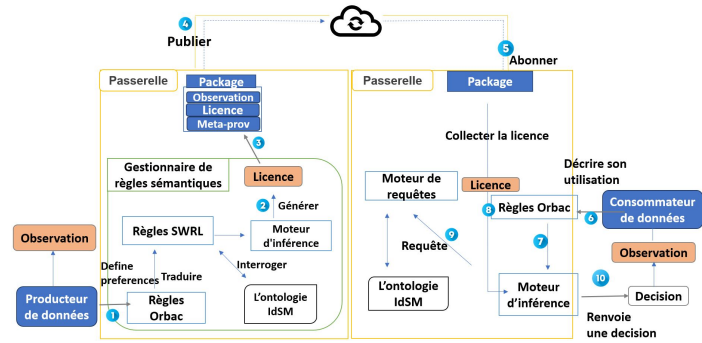 4
Publier
5
Abonner
Passerelle
Package
Observation
Licence
Meta-prov
3
Gestionnaire de
règles sémantiques
Licence
2
Générer
Règles SWRL
Moteur
d'inférence
Observation
Define
preferences
Traduire
Interroger
Producteur
de données
1
Règles
Orbac
L'ontologie
IdSM
Passerelle
Package
Collecter la licence
Moteur de
requêtes
Licence
8
Règles Orbac
Décrire son
utilisation
6
Consommateur
de données
Requête
9
7
Observation
L'ontologie
IdSM
Moteur
d'inférence
10
Decision
Renvoie
une decision